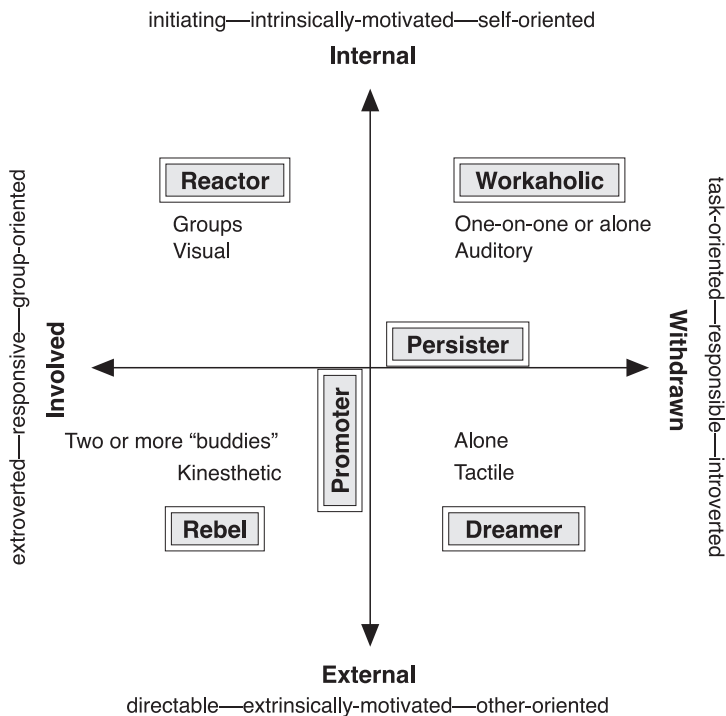 initiating—intrinsically-motivated—self-oriented
Internal
Reactor
Groups
Visual
Workaholic
One-on-one or alone
Auditory
extroverted—responsive—group-oriented
Involved
Persister
Withdrawn
task-oriented—responsible—introverted
Promoter
Two or more “buddies”
Kinesthetic
Rebel
Alone
Tactile
Dreamer
External
directable—extrinsically-motivated—other-oriented